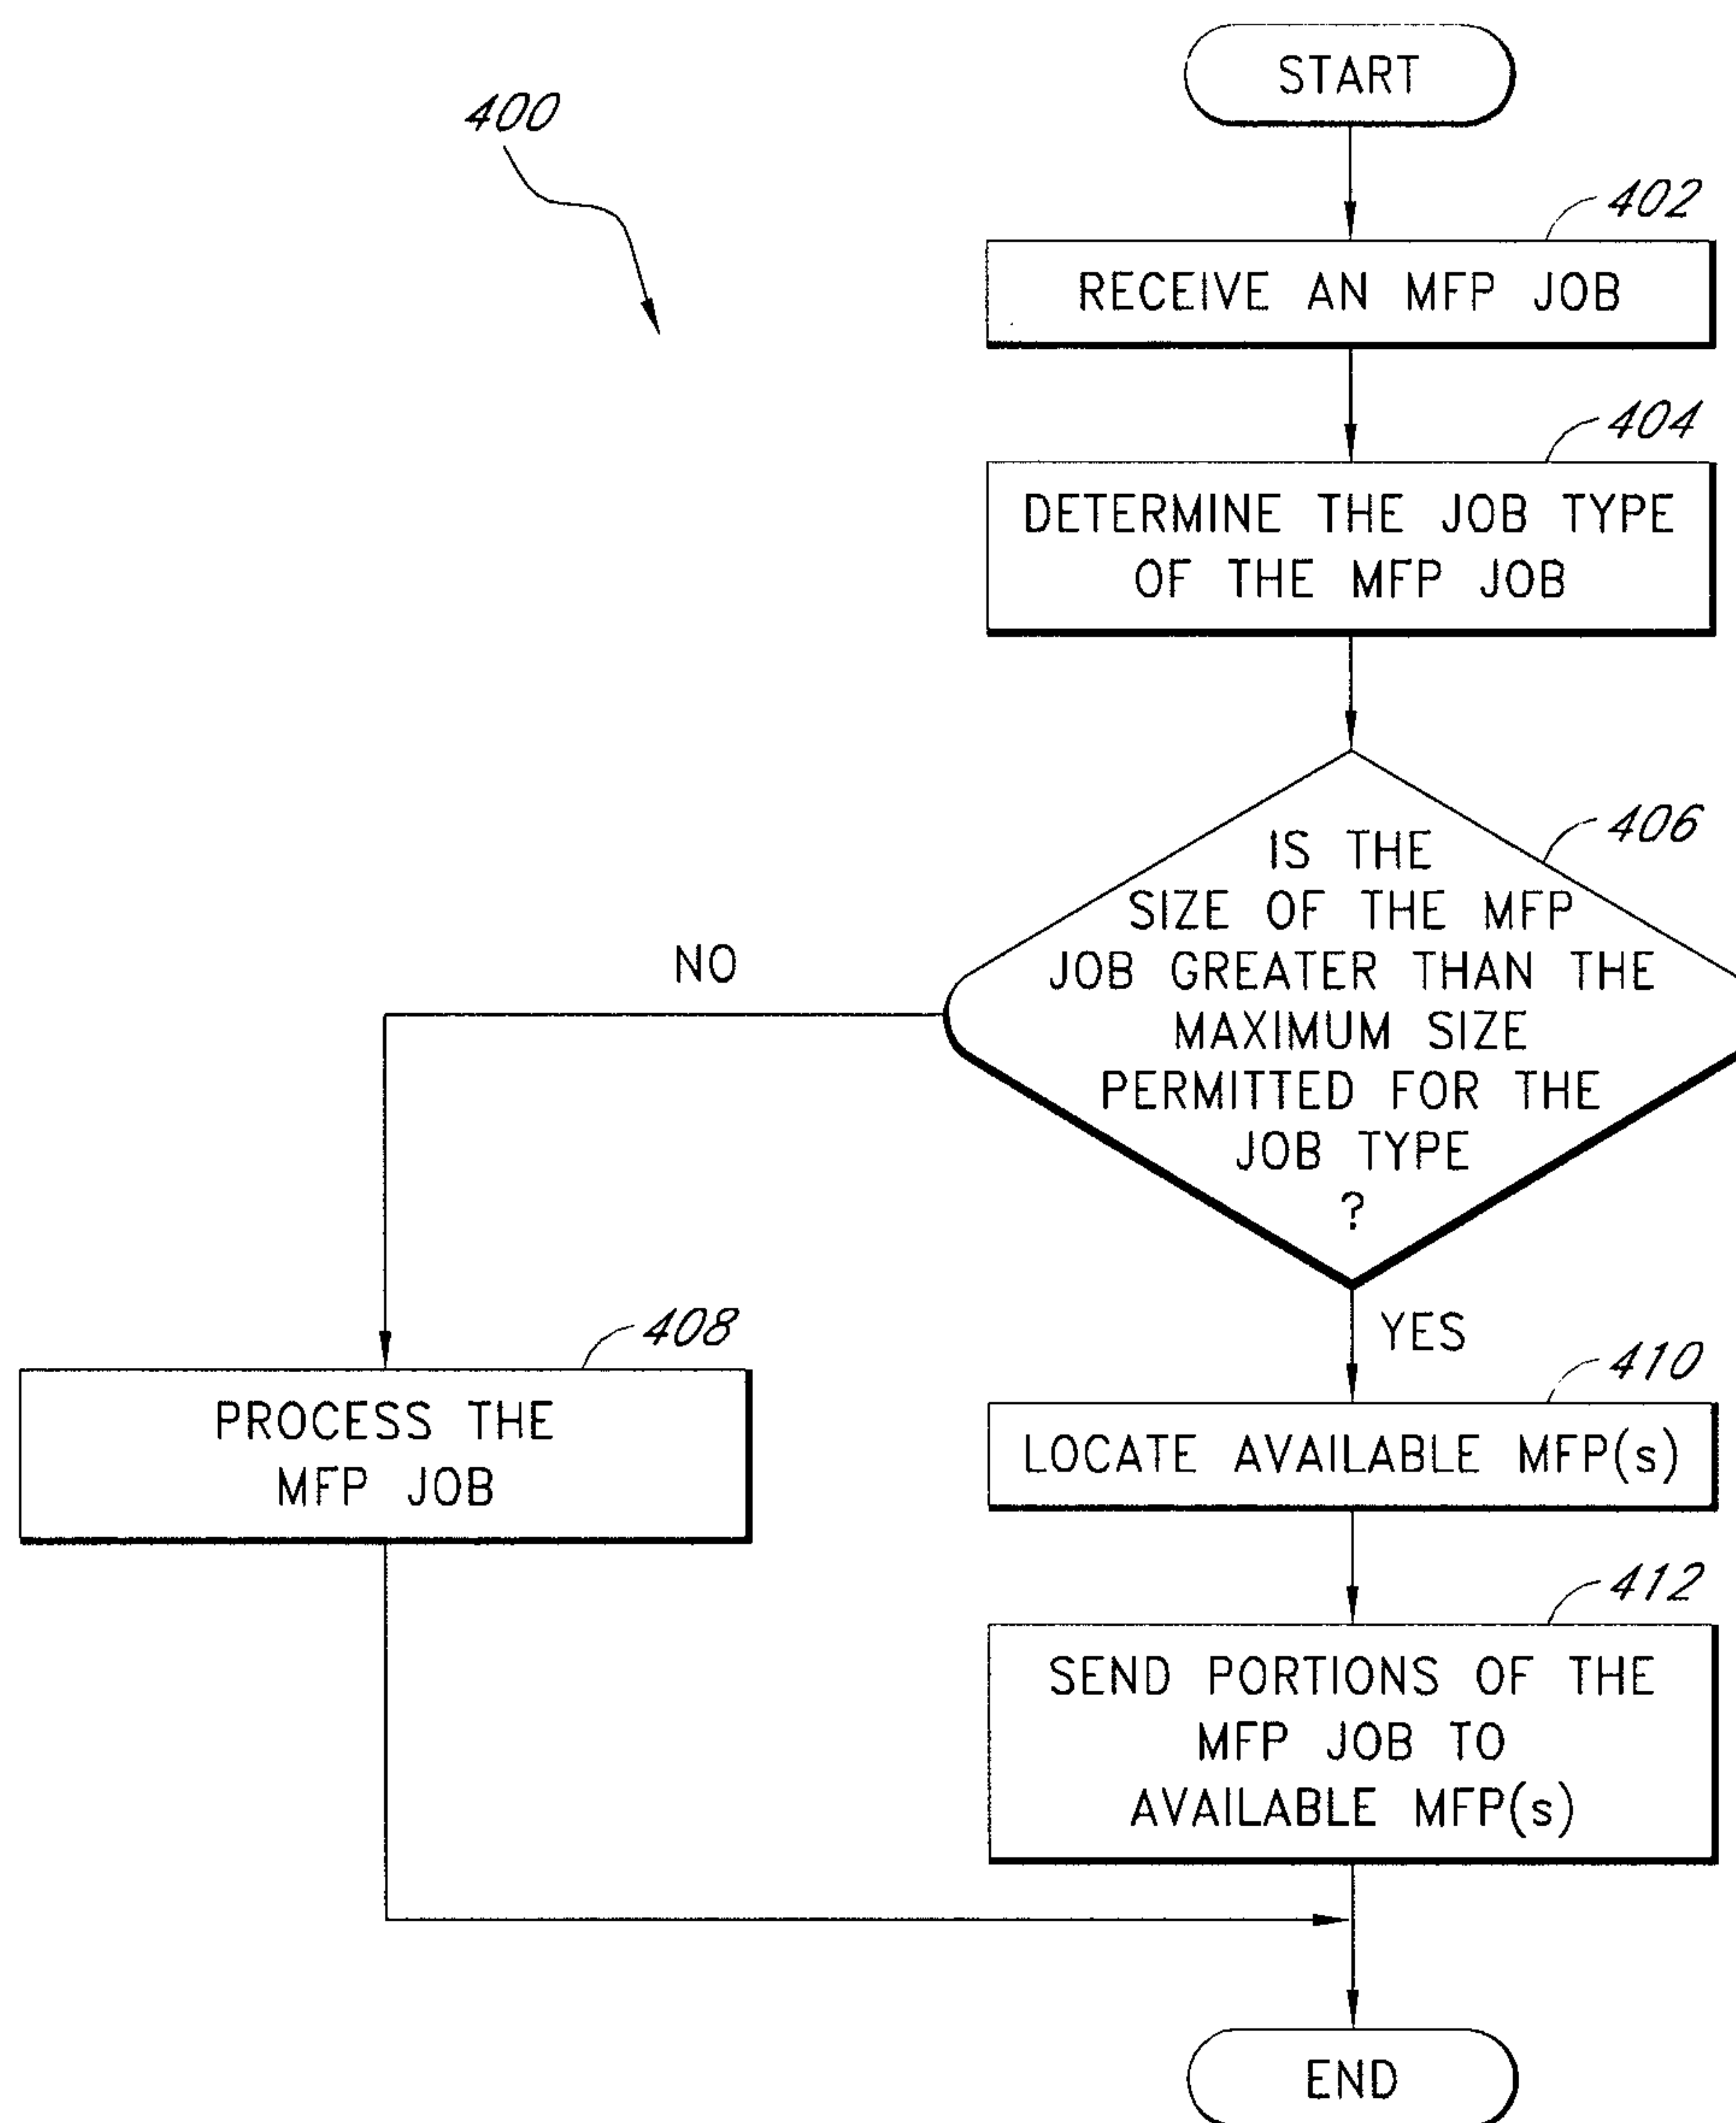 400
START
402
RECEIVE AN MFP JOB
404
DETERMINE THE JOB TYPE
OF THE MFP JOB
406
IS THE
SIZE OF THE MFP
JOB GREATER THAN THE
MAXIMUM SIZE
PERMITTED FOR THE
JOB TYPE
?
NO
YES
408
PROCESS THE
MFP JOB
410
LOCATE AVAILABLE MFP(s)
412
SEND PORTIONS OF THE
MFP JOB TO
AVAILABLE MFP(s)
END